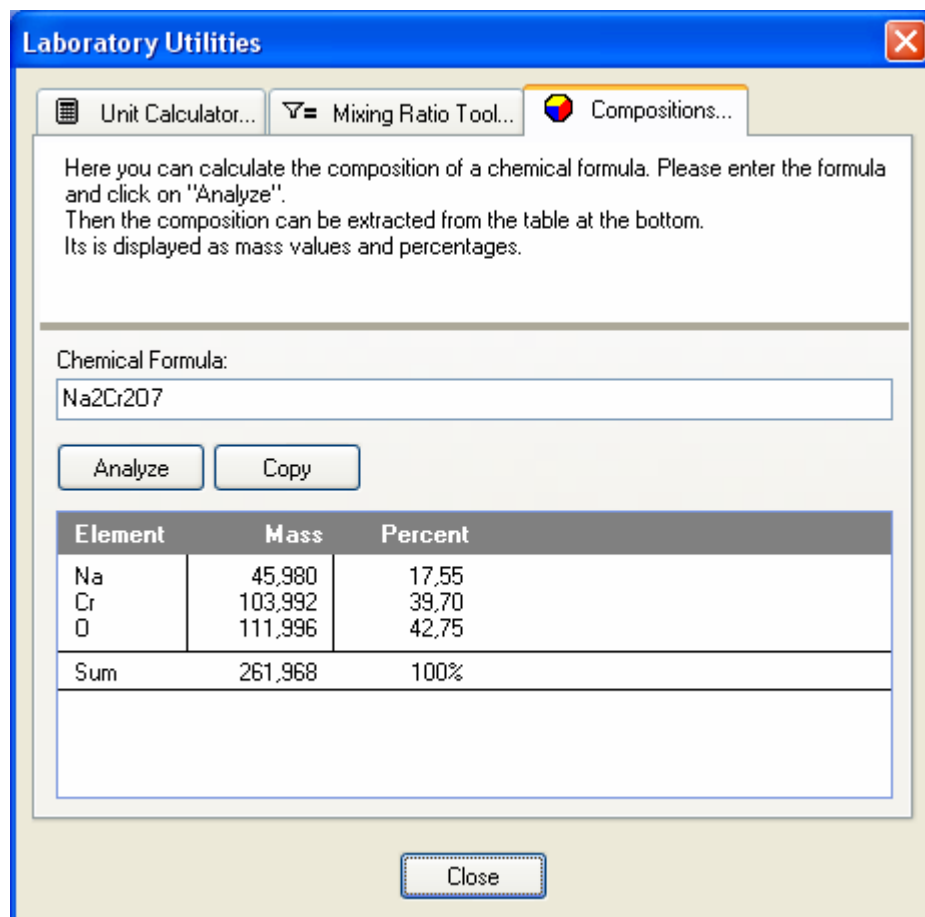 Laboratory Utilities
Unit Calculator... Mixing Ratio Tool... Compositions...
Here you can calculate the composition of a chemical formula. Please enter the formula
and click on "Analyze".
Then the composition can be extracted from the table at the bottom.
Its is displayed as mass values and percentages.
Chemical Formula:
Na2Cr2O7
Analyze Copy
Element Mass Percent
Na 45,980 17,55
Cr 103,992 39,70
O 111,996 42,75
Sum 261,968 100%
Close